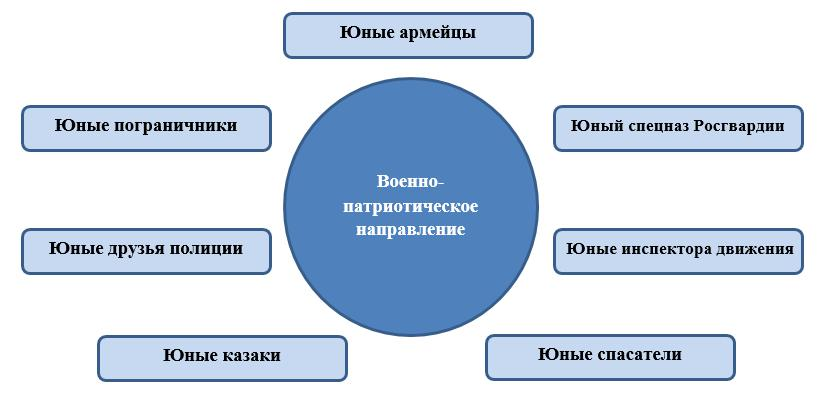 Юные армейцы
Юные пограничники
Юный спецназ Росгвардии
Военно-
патриотическое
направление
Юные друзья полиции
Юные инспектора движения
Юные казаки
Юные спасатели